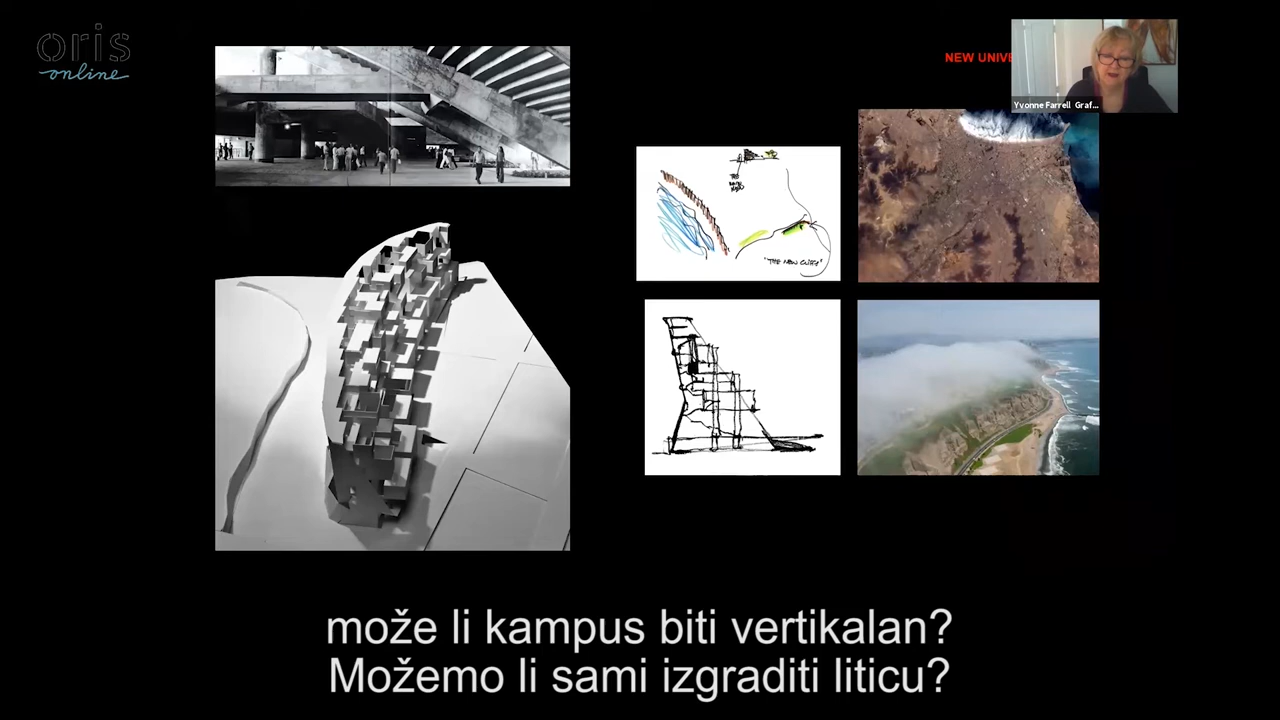 oris
online
NEW UNIVE
Yvonne Farrell Graf...
"THE NEW CLIFF"
može li kampus biti vertikalan?
Možemo li sami izgraditi liticu?